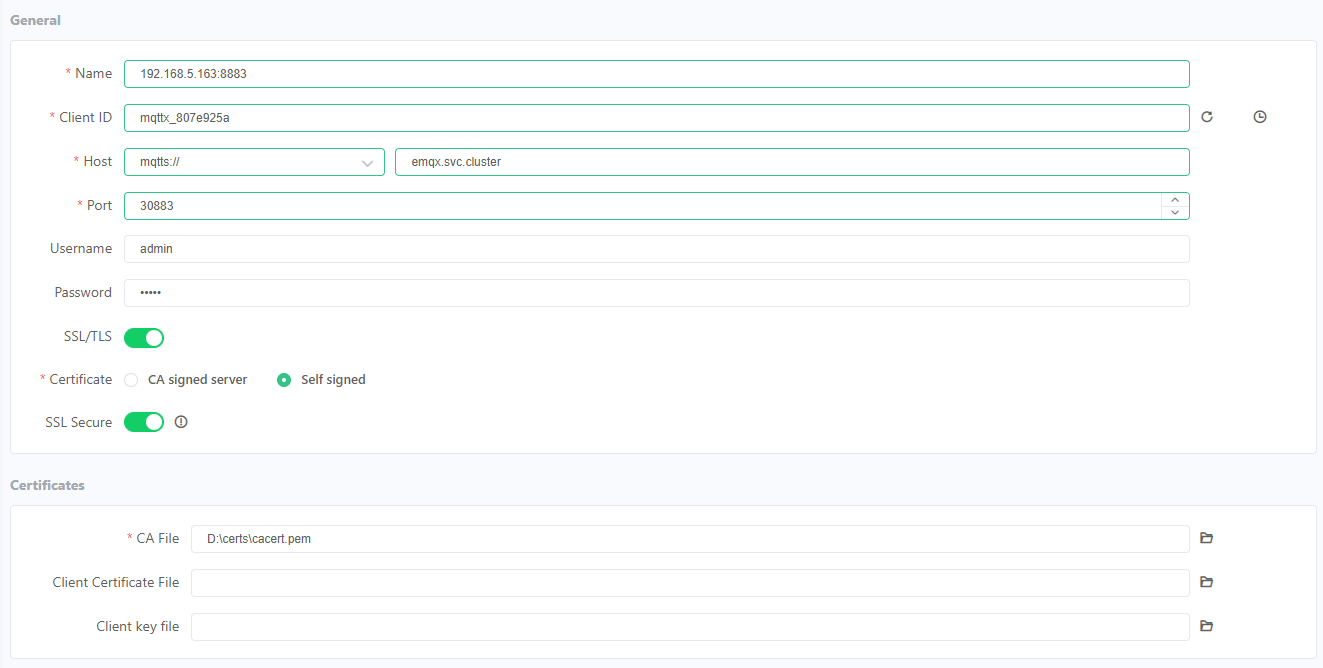 General
* Name 192.168.5.163:8883
* Client ID mqttx_807e925a
* Host mqtts:// emqx.svc.cluster
* Port 30883
Username admin
Password •••••
SSL/TLS
* Certificate CA signed server Self signed
SSL Secure
Certificates
* CA File D:\certs\cacert.pem
Client Certificate File
Client key file